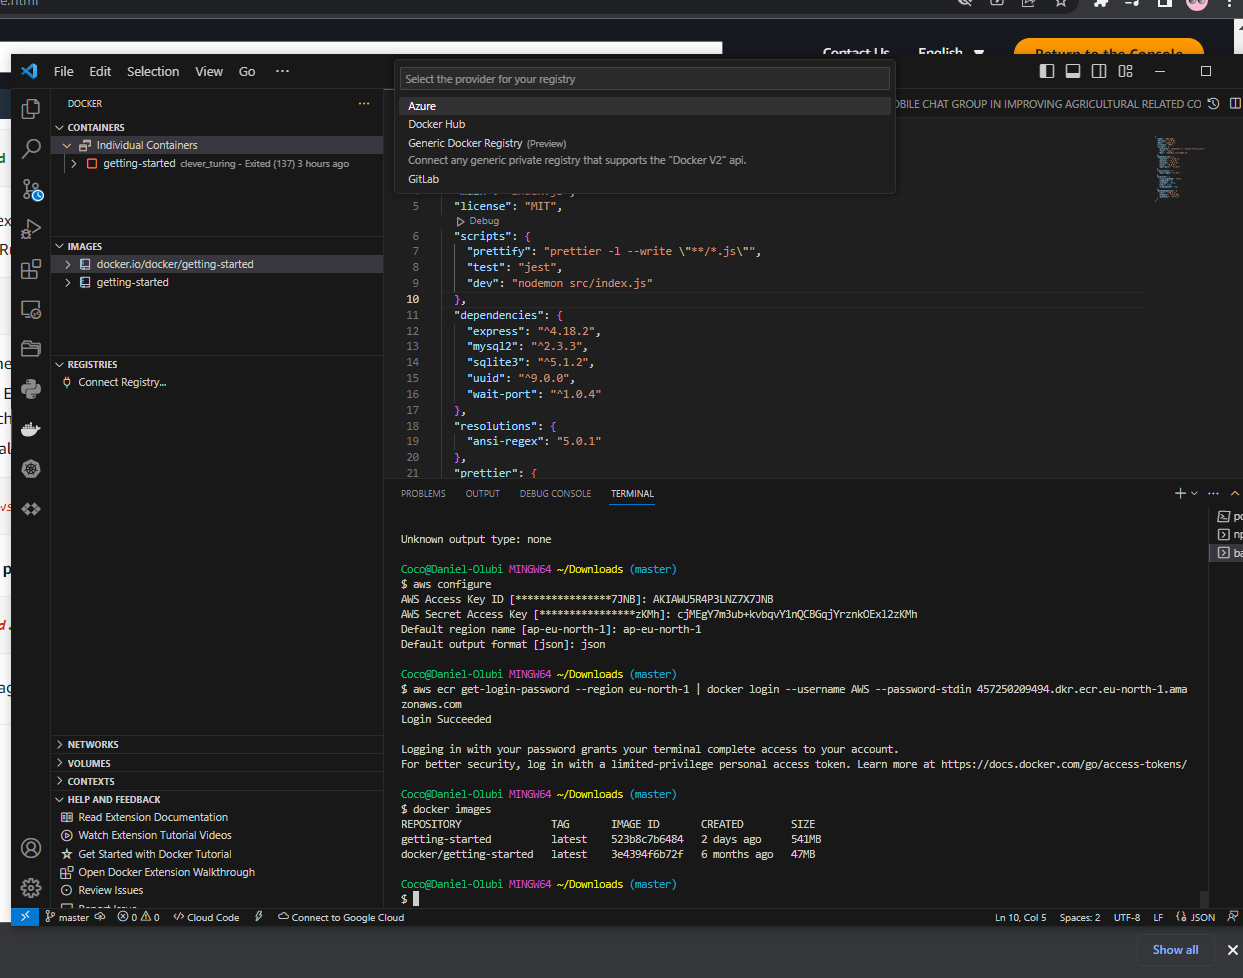 e.html
Contact Us English
Return to the Console
File Edit Selection View Go ···
Select the provider for your registry
Azure
Docker Hub
Generic Docker Registry (Preview)
Connect any generic private registry that supports the "Docker V2" api.
GitLab
OBILE CHAT GROUP IN IMPROVING AGRICULTURAL RELATED CO
DOCKER
CONTAINERS
Individual Containers
getting-started clever_turing - Exited (137) 3 hours ago
IMAGES
docker.io/docker/getting-started
getting-started
REGISTRIES
Connect Registry...
NETWORKS
VOLUMES
CONTEXTS
HELP AND FEEDBACK
Read Extension Documentation
Watch Extension Tutorial Videos
Get Started with Docker Tutorial
Open Docker Extension Walkthrough
Review Issues
Report Issue
5 "license": "MIT",
Debug
6 "scripts": {
7 "prettify": "prettier -l --write \"**/*.js\"",
8 "test": "jest",
9 "dev": "nodemon src/index.js"
10 },
11 "dependencies": {
12 "express": "^4.18.2",
13 "mysql2": "^2.3.3",
14 "sqlite3": "^5.1.2",
15 "uuid": "^9.0.0",
16 "wait-port": "^1.0.4"
17 },
18 "resolutions": {
19 "ansi-regex": "5.0.1"
20 },
21 "prettier": {
PROBLEMS OUTPUT DEBUG CONSOLE TERMINAL
Unknown output type: none
Coco@Daniel-Olubi MINGW64 ~/Downloads (master)
$ aws configure
AWS Access Key ID [****************7JNB]: [credential redacted]
AWS Secret Access Key [****************zKMh]: [credential redacted]
Default region name [ap-eu-north-1]: ap-eu-north-1
Default output format [json]: json
Coco@Daniel-Olubi MINGW64 ~/Downloads (master)
$ aws ecr get-login-password --region eu-north-1 | docker login --username AWS --password-stdin 457250209494.dkr.ecr.eu-north-1.ama
zonaws.com
Login Succeeded
Logging in with your password grants your terminal complete access to your account.
For better security, log in with a limited-privilege personal access token. Learn more at https://docs.docker.com/go/access-tokens/
Coco@Daniel-Olubi MINGW64 ~/Downloads (master)
$ docker images
REPOSITORY TAG IMAGE ID CREATED SIZE
getting-started latest 523b8c7b6484 2 days ago 541MB
docker/getting-started latest 3e4394f6b72f 6 months ago 47MB
Coco@Daniel-Olubi MINGW64 ~/Downloads (master)
$
master 0 0 Cloud Code Connect to Google Cloud
Ln 10, Col 5 Spaces: 2 UTF-8 LF JSON
Show all